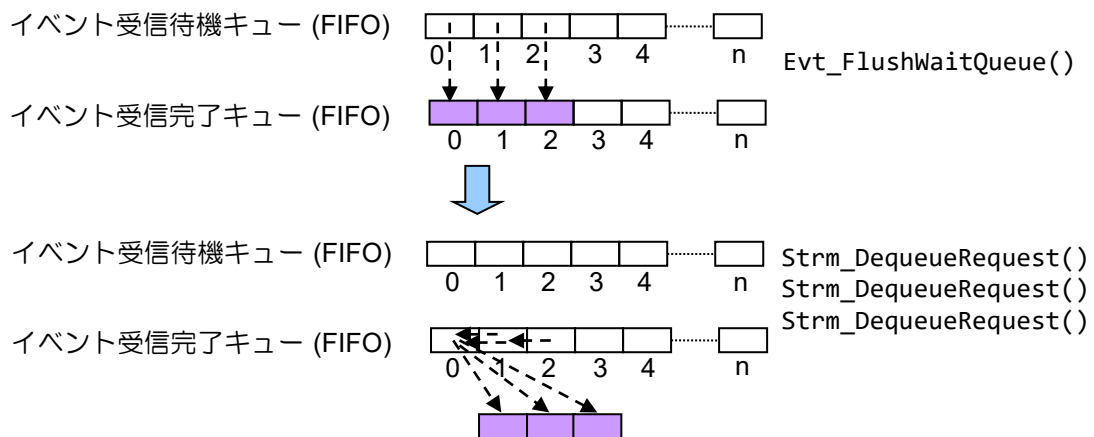 イベント受信待機キュー (FIFO)
0 1 2 3 4 n
Evt_FlushWaitQueue()
イベント受信完了キュー (FIFO)
0 1 2 3 4 n
イベント受信待機キュー (FIFO)
0 1 2 3 4 n
Strm_DequeueRequest()
Strm_DequeueRequest()
Strm_DequeueRequest()
イベント受信完了キュー (FIFO)
0 1 2 3 4 n